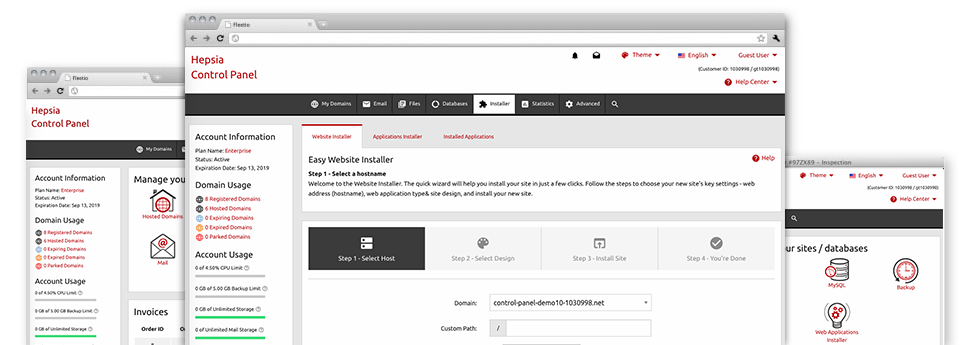 Fleetio
Hepsia
Control Panel
Theme
English
Guest User
(Customer ID: 1030998 / gt1030998)
Help Center
My Domains
Email
Files
Databases
Installer
Statistics
Advanced
Account Information
Plan Name: Enterprise
Status: Active
Expiration Date: Sep 13, 2019
Domain Usage
8 Registered Domains
6 Hosted Domains
0 Expiring Domains
0 Expired Domains
0 Parked Domains
Account Usage
0 of 4.50% CPU Limit
0 GB of 5.00 GB Backup Limit
0 GB of Unlimited Storage
0 of Unlimited Mail Storage
Website Installer
Applications Installer
Installed Applications
Easy Website Installer
Help
Step 1 - Select a hostname
Welcome to the Website Installer. The quick wizard will help you install your site in just a few clicks. Follow the steps to choose your new site's key settings - web
address (hostname), web application type& site design, and install your new site.
Step 1 - Select Host
Step 2 - Select Design
Step 3 - Install Site
Step 4 - You're Done
Domain:
control-panel-demo10-1030998.net
Custom Path:
/
Fleetio
Hepsia
Control Panel
My Domains
Account Information
Plan Name: Enterprise
Status: Active
Expiration Date: Sep 13, 2019
Domain Usage
8 Registered Domains
6 Hosted Domains
0 Expiring Domains
0 Expired Domains
0 Parked Domains
Account Usage
0 of 4.50% CPU Limit
0 GB of 5.00 GB Backup Limit
0 GB of Unlimited Storage
0 of Unlimited Mail Storage
Manage you
Hosted Domains
Mail
Invoices
Order ID
#97ZX89 – Inspection
Theme
English
Guest User
(Customer ID: 1030998 / gt1030998)
Help Center
ur sites / databases
MySQL
Backup
Web Applications
Installer